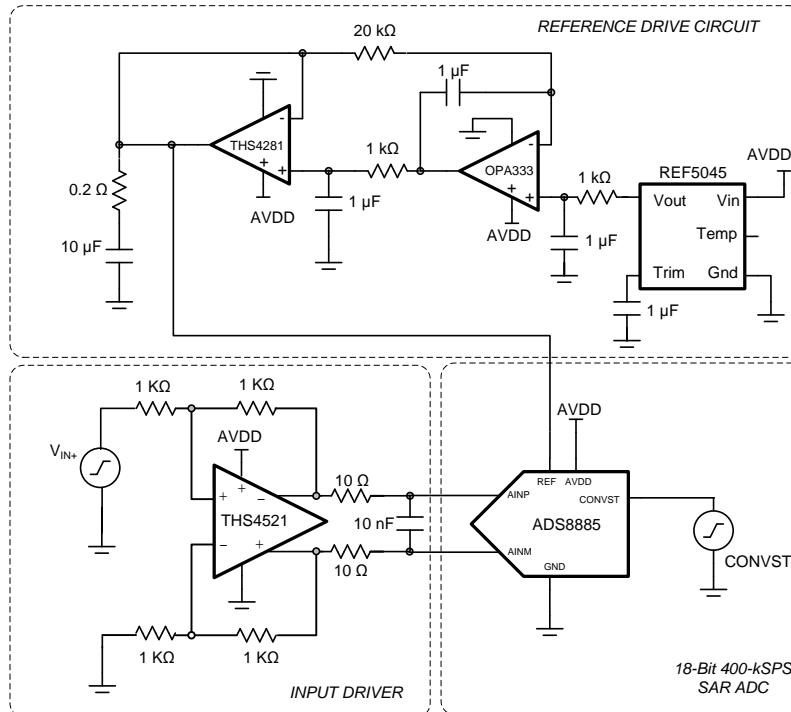 REFERENCE DRIVE CIRCUIT
20 kΩ
1 µF
-
THS4281
+
+
AVDD
1 kΩ
1 µF
-
OPA333
+
+
AVDD
1 kΩ
1 µF
REF5045
AVDD
Vout
Vin
Temp
Trim
Gnd
1 µF
0.2 Ω
10 µF
1 KΩ
1 KΩ
VIN+
AVDD
+
+
−
THS4521
−
+
10 Ω
10 nF
10 Ω
1 KΩ
1 KΩ
INPUT DRIVER
AVDD
REF
AVDD
CONVST
AINP
ADS8885
AINM
GND
CONVST
18-Bit 400-kSPS
SAR ADC